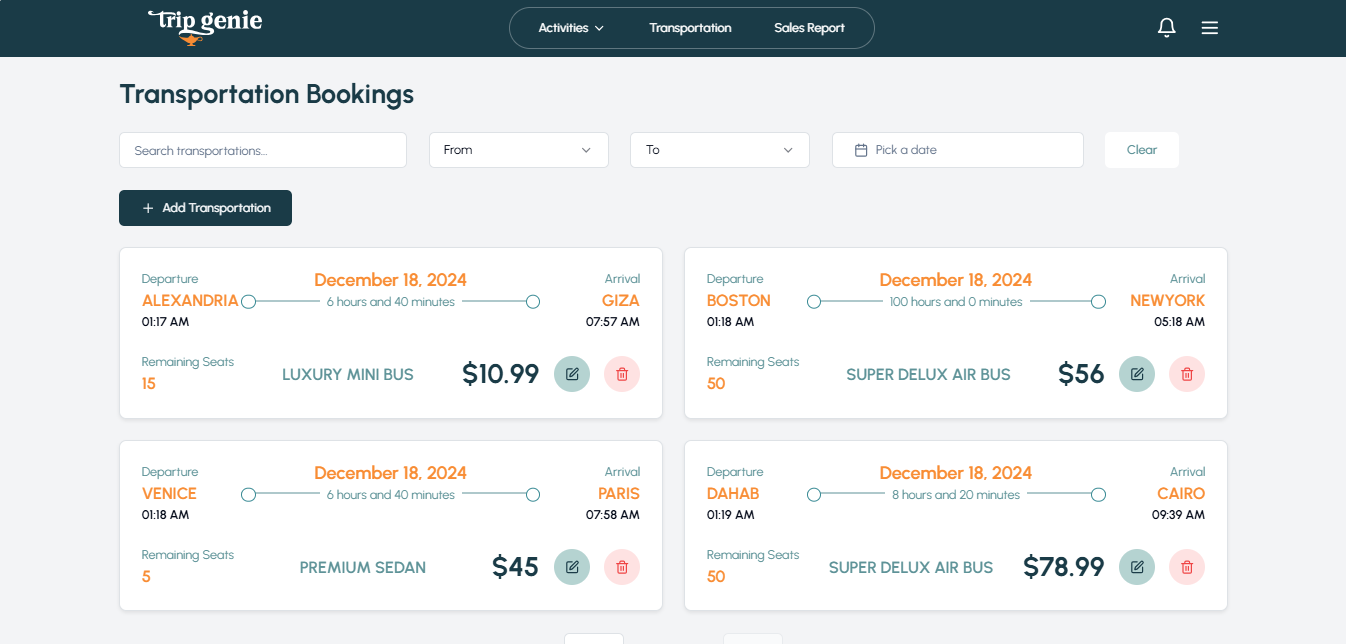 trip genie
Activities
Transportation
Sales Report
Transportation Bookings
Search transportations...
From
To
Pick a date
Clear
Add Transportation
Departure
December 18, 2024
Arrival
ALEXANDRIA
6 hours and 40 minutes
GIZA
01:17 AM
07:57 AM
Remaining Seats
15
LUXURY MINI BUS
$10.99
Departure
December 18, 2024
Arrival
BOSTON
100 hours and 0 minutes
NEWYORK
01:18 AM
05:18 AM
Remaining Seats
50
SUPER DELUX AIR BUS
$56
Departure
December 18, 2024
Arrival
VENICE
6 hours and 40 minutes
PARIS
01:18 AM
07:58 AM
Remaining Seats
5
PREMIUM SEDAN
$45
Departure
December 18, 2024
Arrival
DAHAB
8 hours and 20 minutes
CAIRO
01:19 AM
09:39 AM
Remaining Seats
50
SUPER DELUX AIR BUS
$78.99